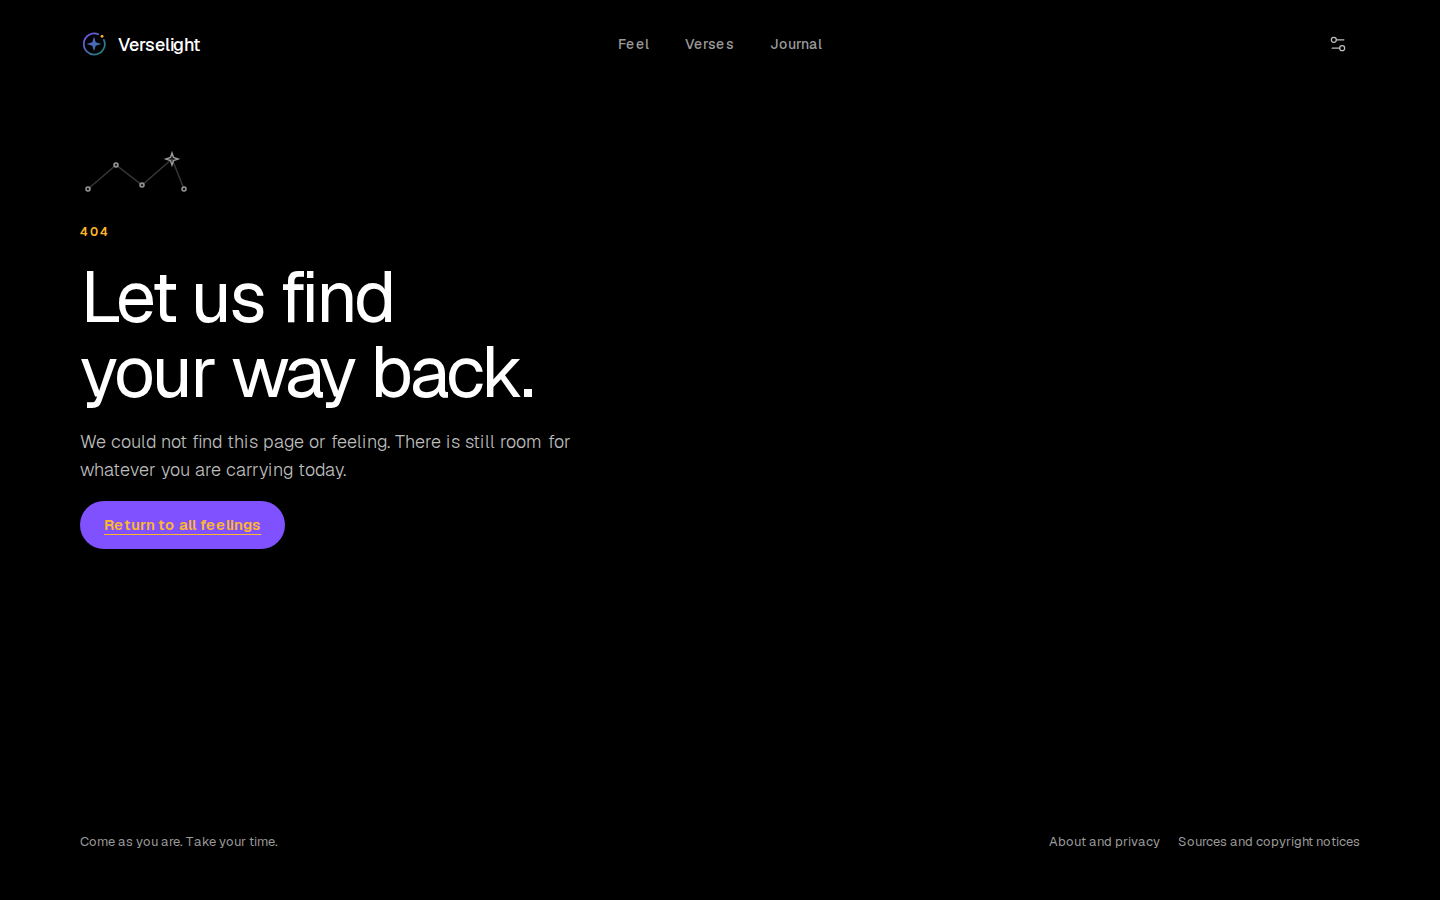 Verselight
Feel
Verses
Journal
404
Let us find
your way back.
We could not find this page or feeling. There is still room for
whatever you are carrying today.
Return to all feelings
Come as you are. Take your time.
About and privacy
Sources and copyright notices